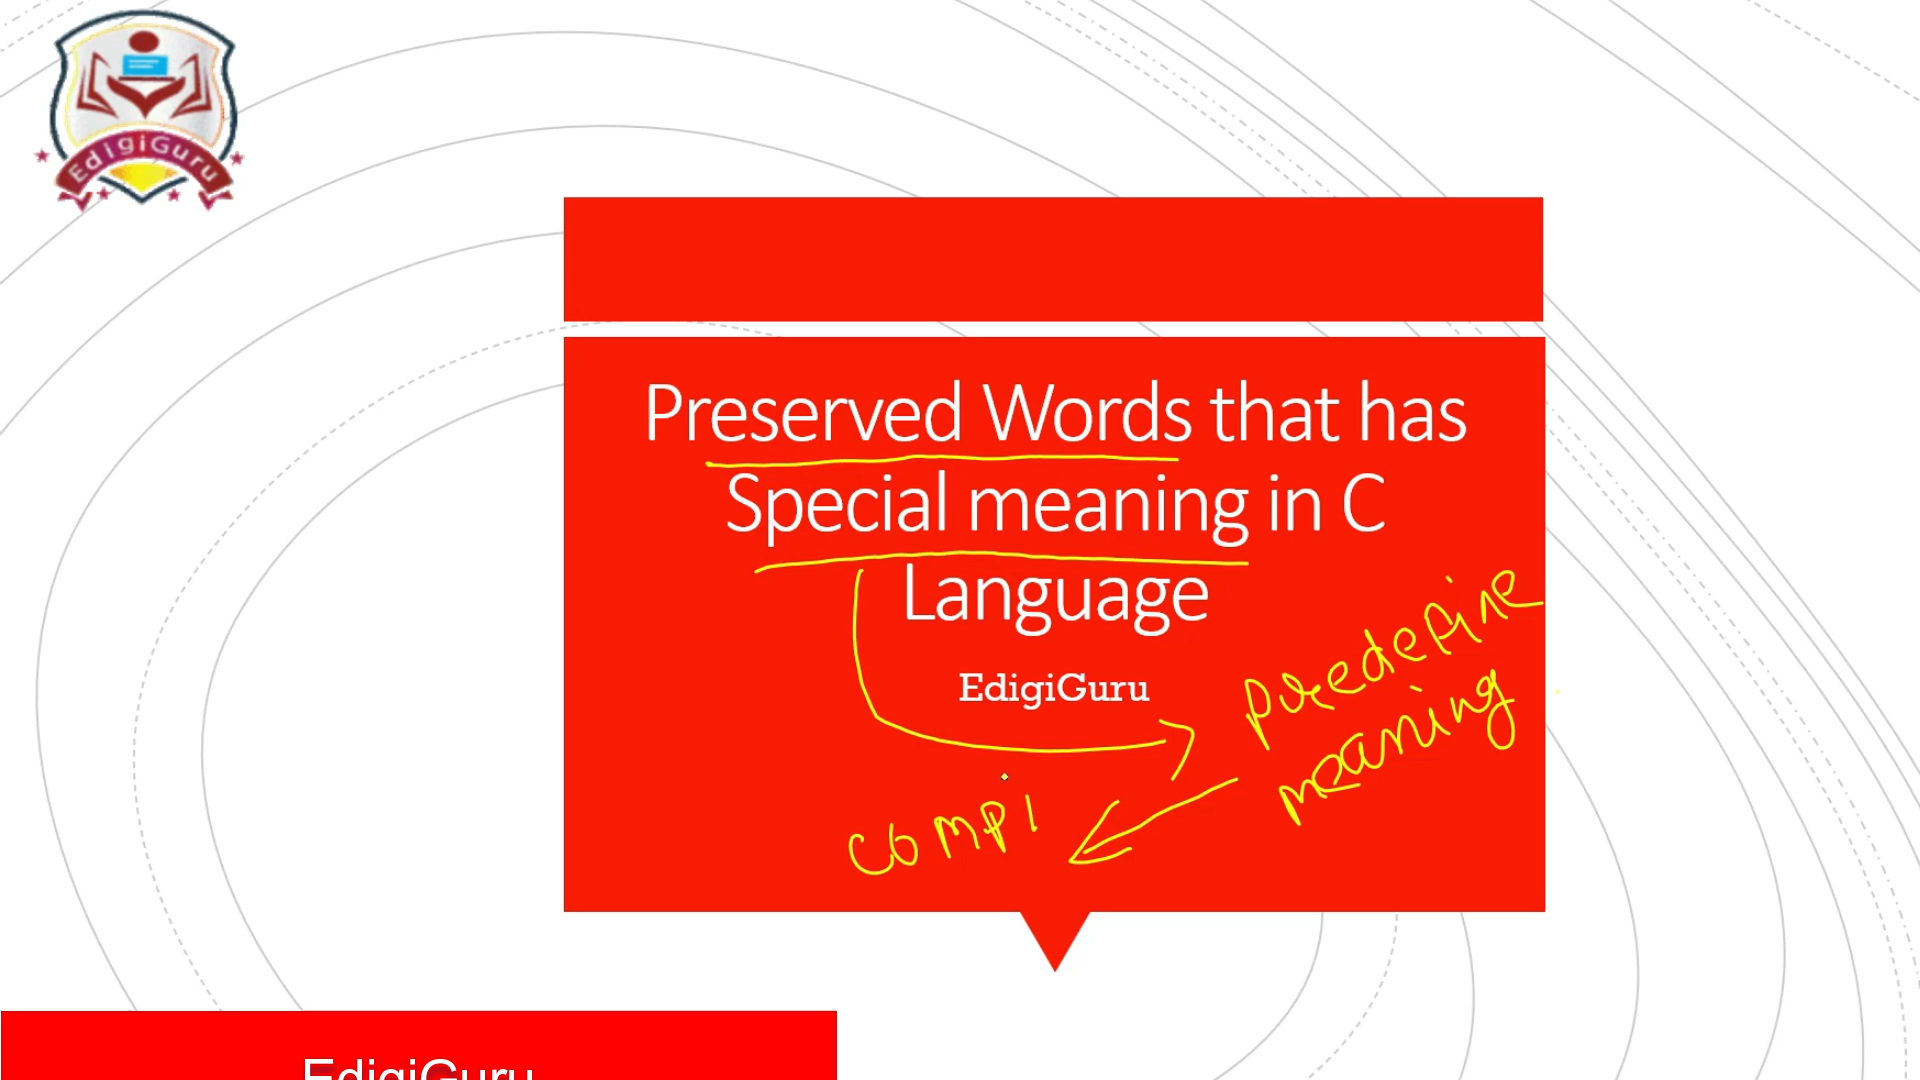 EdigiGuru
Preserved Words that has
Special meaning in C
Language
EdigiGuru
predefine
meaning
compi
EdigiGuru